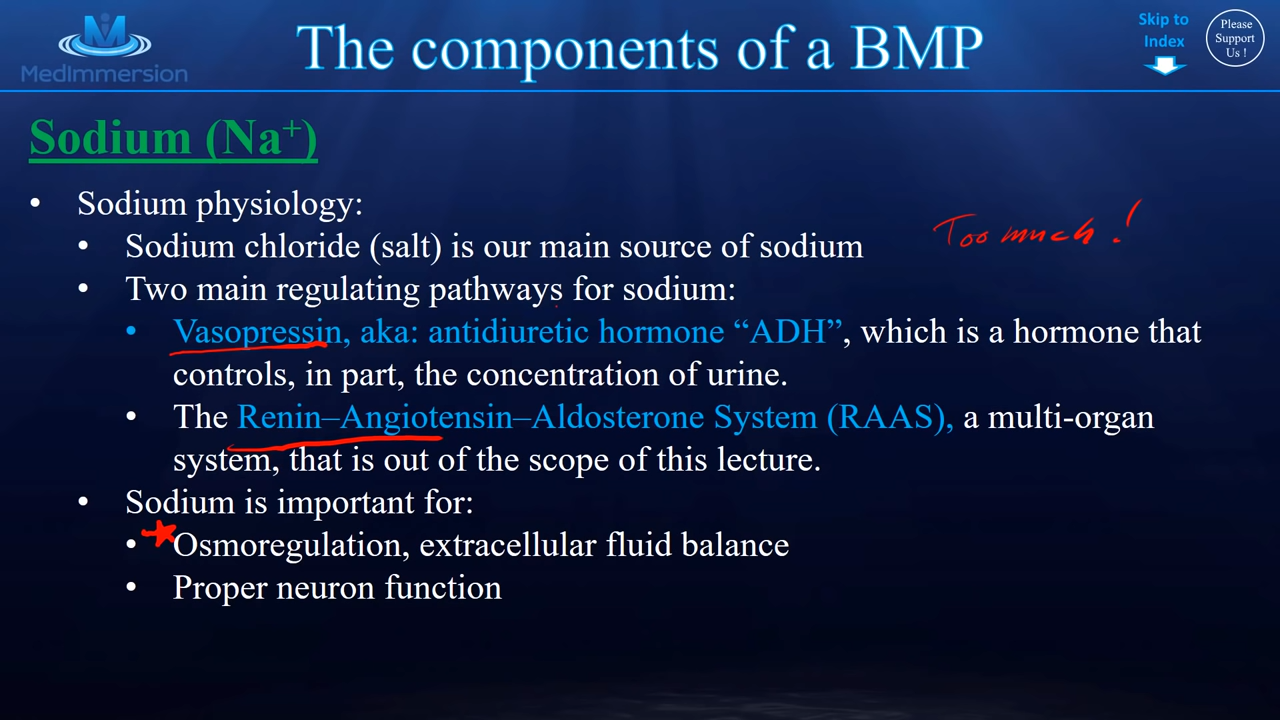 MedImmersion
The components of a BMP
Skip to
Index
Please
Support
Us !
Sodium (Na⁺)
• Sodium physiology:
• Sodium chloride (salt) is our main source of sodium
Too much !
• Two main regulating pathways for sodium:
• Vasopressin, aka: antidiuretic hormone “ADH”, which is a hormone that
controls, in part, the concentration of urine.
• The Renin–Angiotensin–Aldosterone System (RAAS), a multi-organ
system, that is out of the scope of this lecture.
• Sodium is important for:
• Osmoregulation, extracellular fluid balance
• Proper neuron function